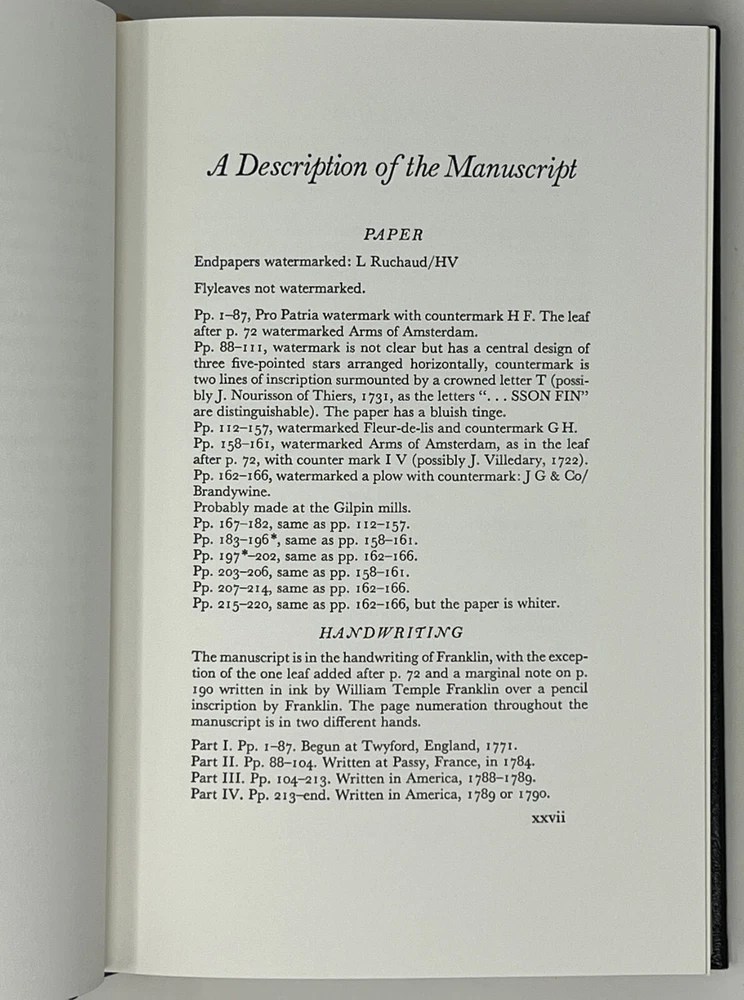 A Description of the Manuscript
PAPER
Endpapers watermarked: L Ruchaud/HV
Flyleaves not watermarked.
Pp. 1–87, Pro Patria watermark with countermark H F. The leaf
after p. 72 watermarked Arms of Amsterdam.
Pp. 88–111, watermark is not clear but has a central design of
three five-pointed stars arranged horizontally, countermark is
two lines of inscription surmounted by a crowned letter T (possi-
bly J. Nourisson of Thiers, 1731, as the letters “. . . SSON FIN”
are distinguishable). The paper has a bluish tinge.
Pp. 112–157, watermarked Fleur-de-lis and countermark G H.
Pp. 158–161, watermarked Arms of Amsterdam, as in the leaf
after p. 72, with counter mark I V (possibly J. Villedary, 1722).
Pp. 162–166, watermarked a plow with countermark: J G & Co/
Brandywine.
Probably made at the Gilpin mills.
Pp. 167–182, same as pp. 112–157.
Pp. 183–196*, same as pp. 158–161.
Pp. 197*–202, same as pp. 162–166.
Pp. 203–206, same as pp. 158–161.
Pp. 207–214, same as pp. 162–166.
Pp. 215–220, same as pp. 162–166, but the paper is whiter.
HANDWRITING
The manuscript is in the handwriting of Franklin, with the excep-
tion of the one leaf added after p. 72 and a marginal note on p.
190 written in ink by William Temple Franklin over a pencil
inscription by Franklin. The page numeration throughout the
manuscript is in two different hands.
Part I. Pp. 1–87. Begun at Twyford, England, 1771.
Part II. Pp. 88–104. Written at Passy, France, in 1784.
Part III. Pp. 104–213. Written in America, 1788–1789.
Part IV. Pp. 213–end. Written in America, 1789 or 1790.
xxvii